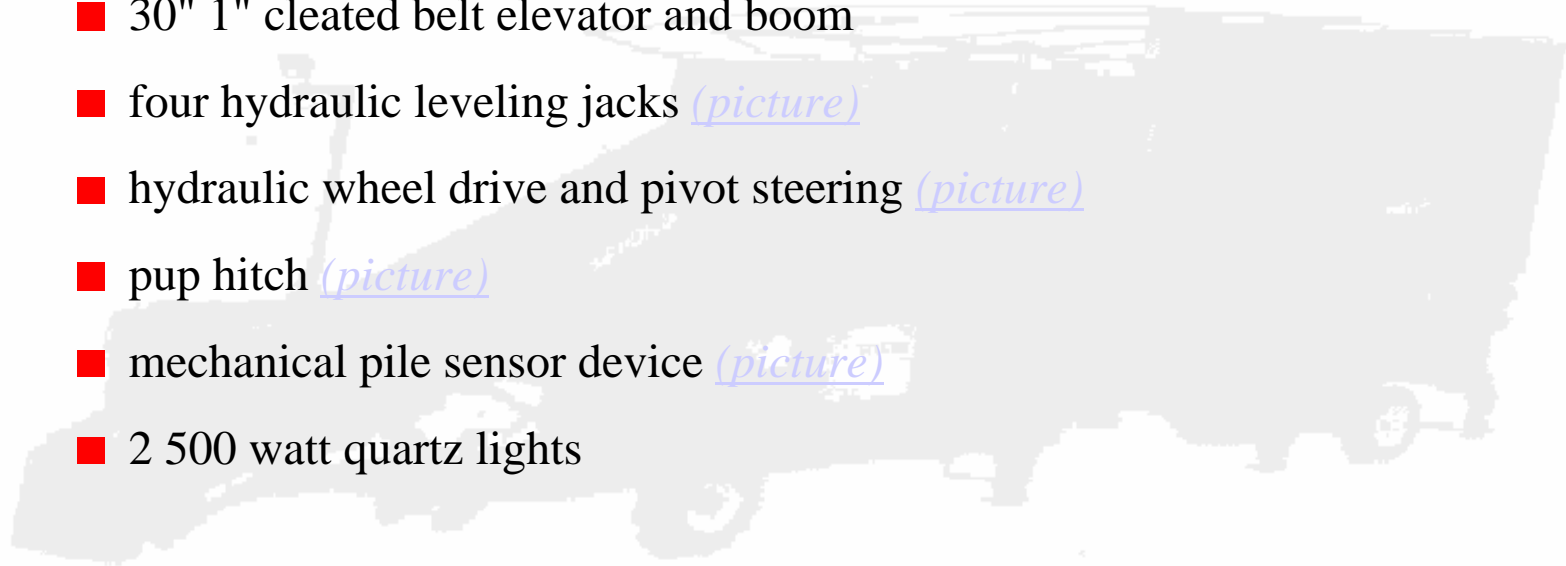 30" 1" cleated belt elevator and boom
four hydraulic leveling jacks (picture)
hydraulic wheel drive and pivot steering (picture)
pup hitch (picture)
mechanical pile sensor device (picture)
2 500 watt quartz lights